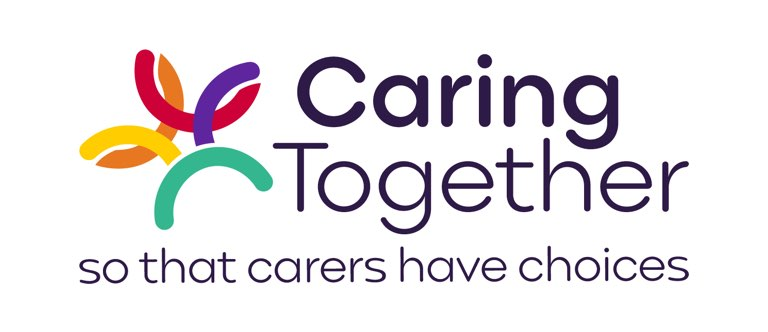 Caring
Together
so that carers have choices